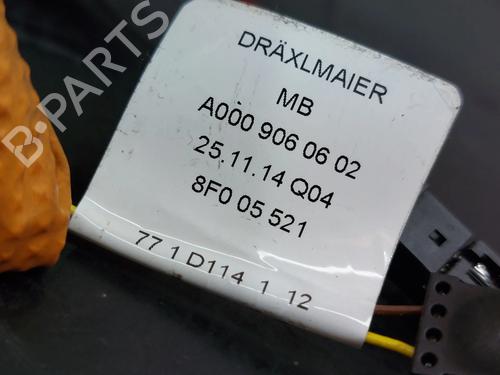 DRÄXLMAIER
MB
A000 906 06 02
25.11.14 Q04
8F0 05 521
77 1 D114 1 12
B-PARTS